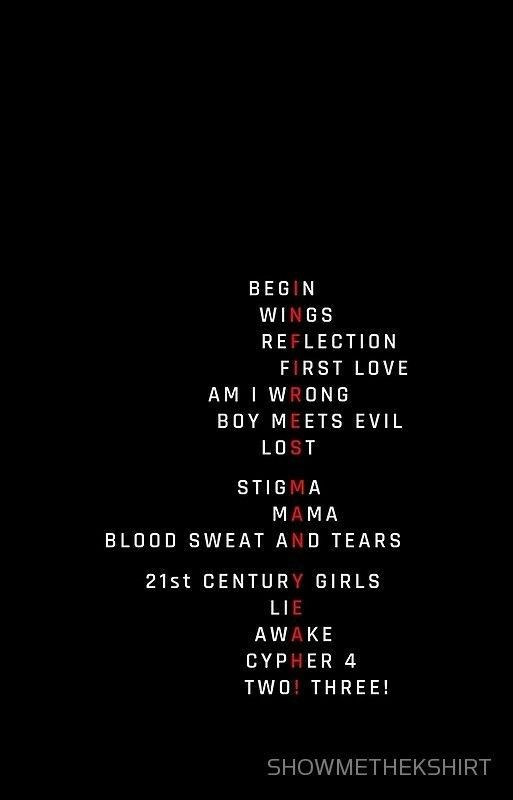 BEGIN
WINGS
REFLECTION
FIRST LOVE
AM I WRONG
BOY MEETS EVIL
LOST
STIGMA
MAMA
BLOOD SWEAT AND TEARS
21st CENTURY GIRLS
LIE
AWAKE
CYPHER 4
TWO! THREE!
SHOWMETHEKSHIRT